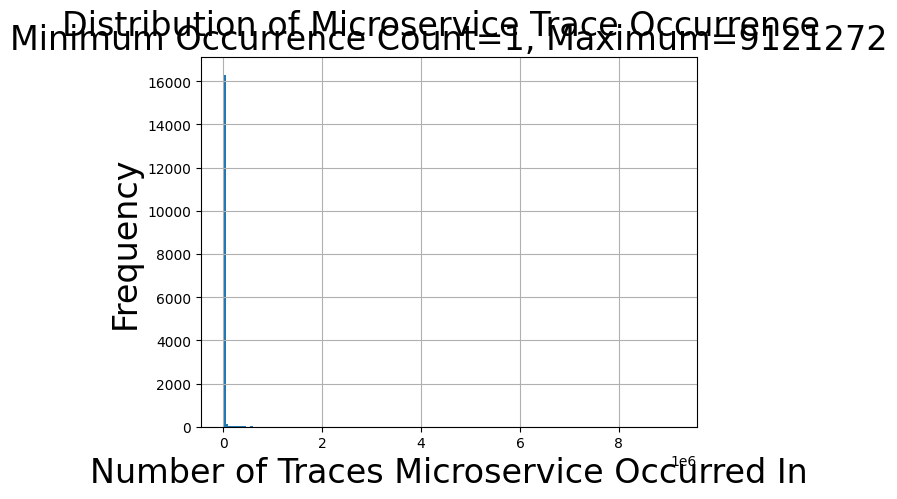 Distribution of Microservice Trace Occurrence
Minimum Occurrence Count=1, Maximum=9121272
Frequency
16000
14000
12000
10000
8000
6000
4000
2000
0
0 2 4 6 8
1e6
Number of Traces Microservice Occurred In